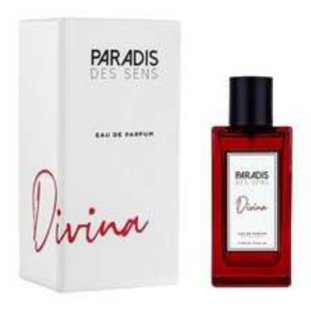 PARADIS
DES SENS
EAU DE PARFUM
Divina
PARADIS
DES SENS
Divina
EAU DE PARFUM